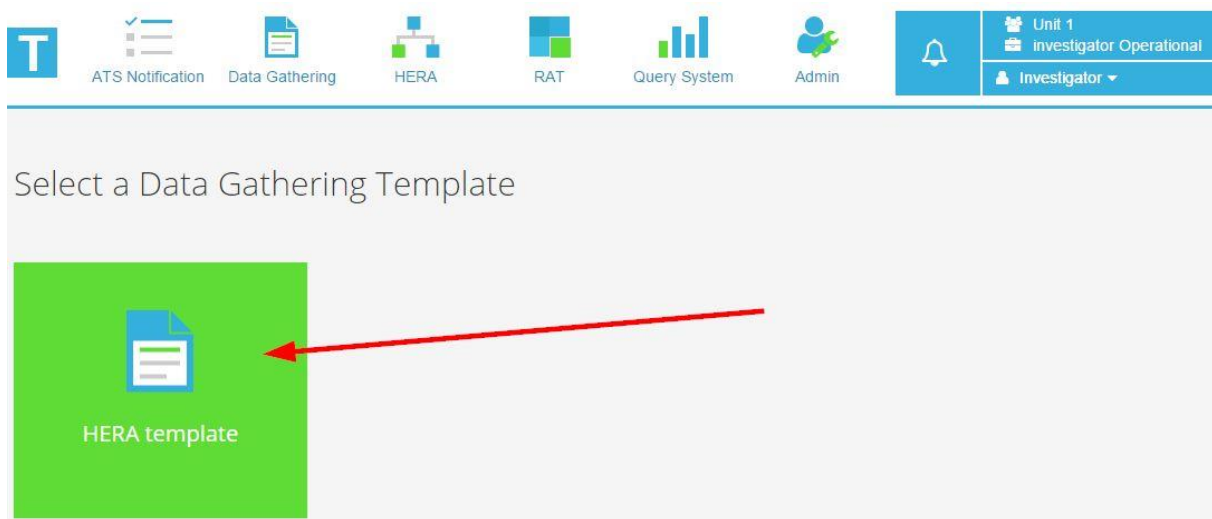 T
ATS Notification
Data Gathering
HERA
RAT
Query System
Admin
Unit 1
investigator Operational
Investigator
Select a Data Gathering Template
HERA template